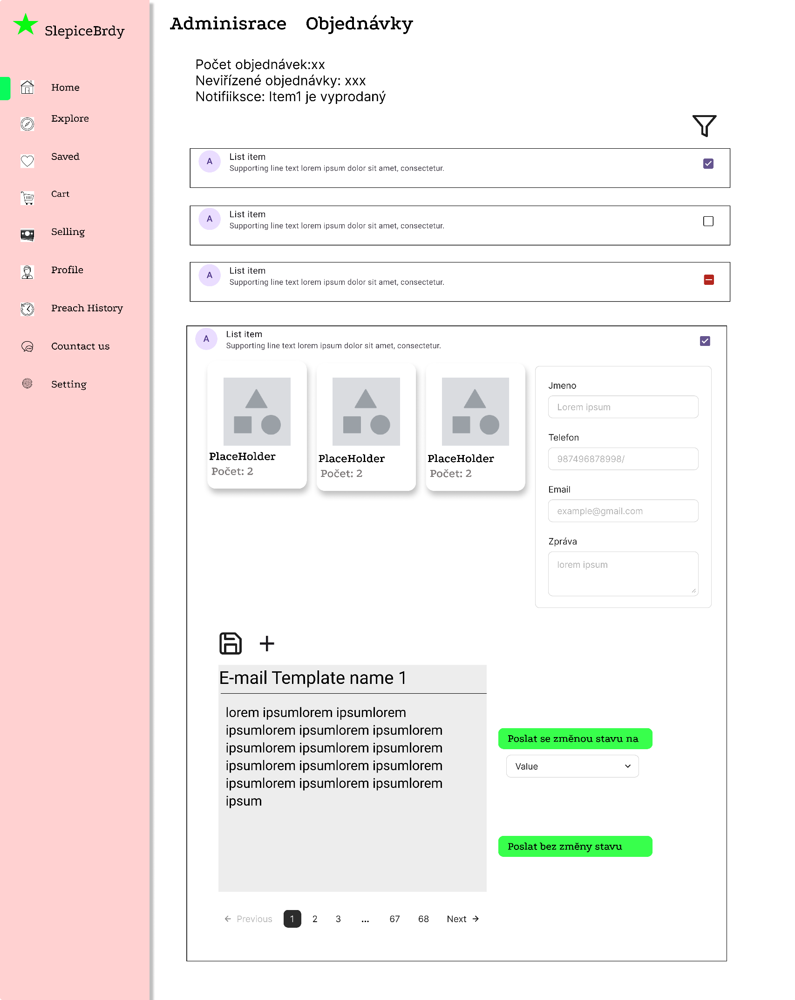 SlepiceBrdy
Home
Explore
Saved
Cart
Selling
Profile
Preach History
Countact us
Setting
Adminisrace Objednávky
Počet objednávek:xx
Neviřízené objednávky: xxx
Notifiiksce: Item1 je vyprodaný
A
List item
Supporting line text lorem ipsum dolor sit amet, consectetur.
A
List item
Supporting line text lorem ipsum dolor sit amet, consectetur.
A
List item
Supporting line text lorem ipsum dolor sit amet, consectetur.
A
List item
Supporting line text lorem ipsum dolor sit amet, consectetur.
PlaceHolder
Počet: 2
PlaceHolder
Počet: 2
PlaceHolder
Počet: 2
Jmeno
Lorem ipsum
Telefon
987496878998/
Email
example@gmail.com
Zpráva
lorem ipsum
E-mail Template name 1
lorem ipsumlorem ipsumlorem
ipsumlorem ipsumlorem ipsumlorem
ipsumlorem ipsumlorem ipsumlorem
ipsumlorem ipsumlorem ipsumlorem
ipsumlorem ipsumlorem ipsumlorem
ipsum
Poslat se změnou stavu na
Value
Poslat bez změny stavu
← Previous 1 2 3 ... 67 68 Next →